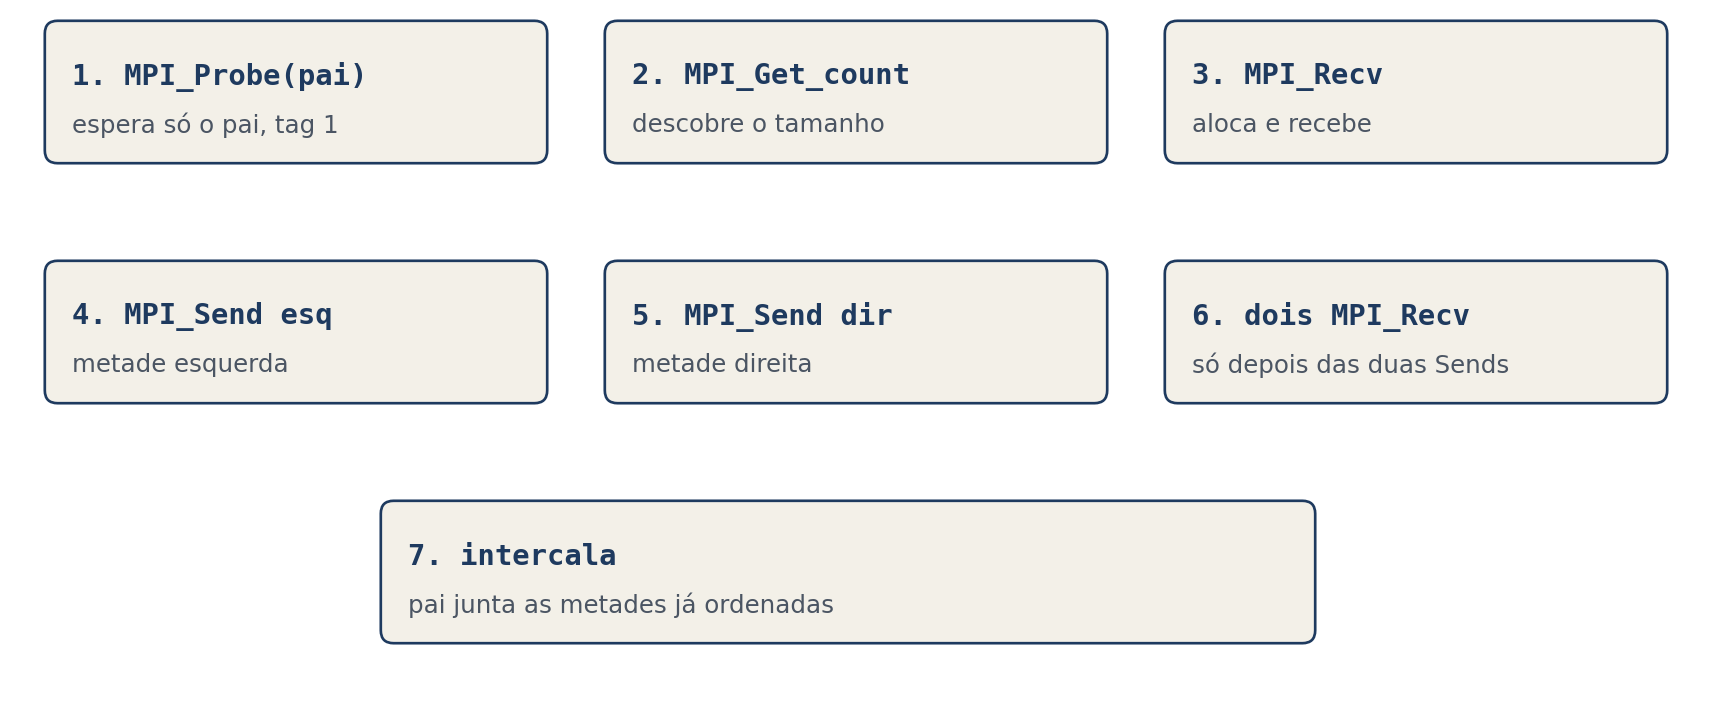 1. MPI_Probe(pai)
espera só o pai, tag 1
2. MPI_Get_count
descobre o tamanho
3. MPI_Recv
aloca e recebe
4. MPI_Send esq
metade esquerda
5. MPI_Send dir
metade direita
6. dois MPI_Recv
só depois das duas Sends
7. intercala
pai junta as metades já ordenadas